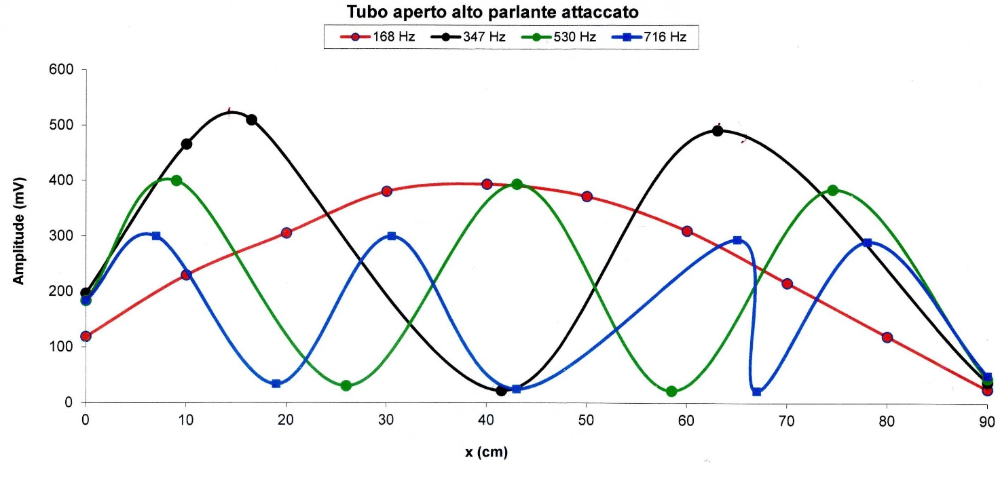 Tubo aperto alto parlante attaccato
168 Hz 347 Hz 530 Hz 716 Hz
600
500
400
300
200
100
0
Amplitude (mV)
0 10 20 30 40 50 60 70 80 90
x (cm)